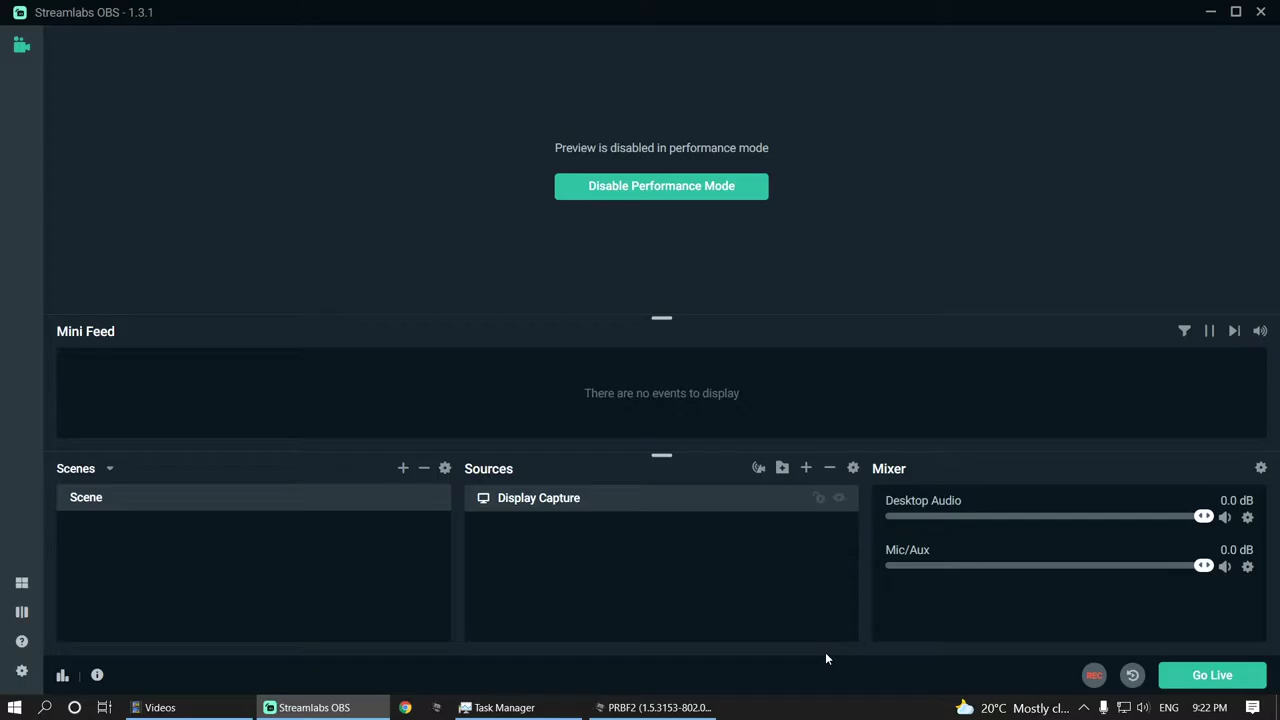 Streamlabs OBS - 1.3.1
Preview is disabled in performance mode
Disable Performance Mode
Mini Feed
There are no events to display
Scenes
Sources
Mixer
Scene
Display Capture
Desktop Audio
0.0 dB
Mic/Aux
0.0 dB
REC
Go Live
Videos
Streamlabs OBS
Task Manager
PRBF2 (1.5.3153-802.0...
20°C Mostly cl...
ENG
9:22 PM